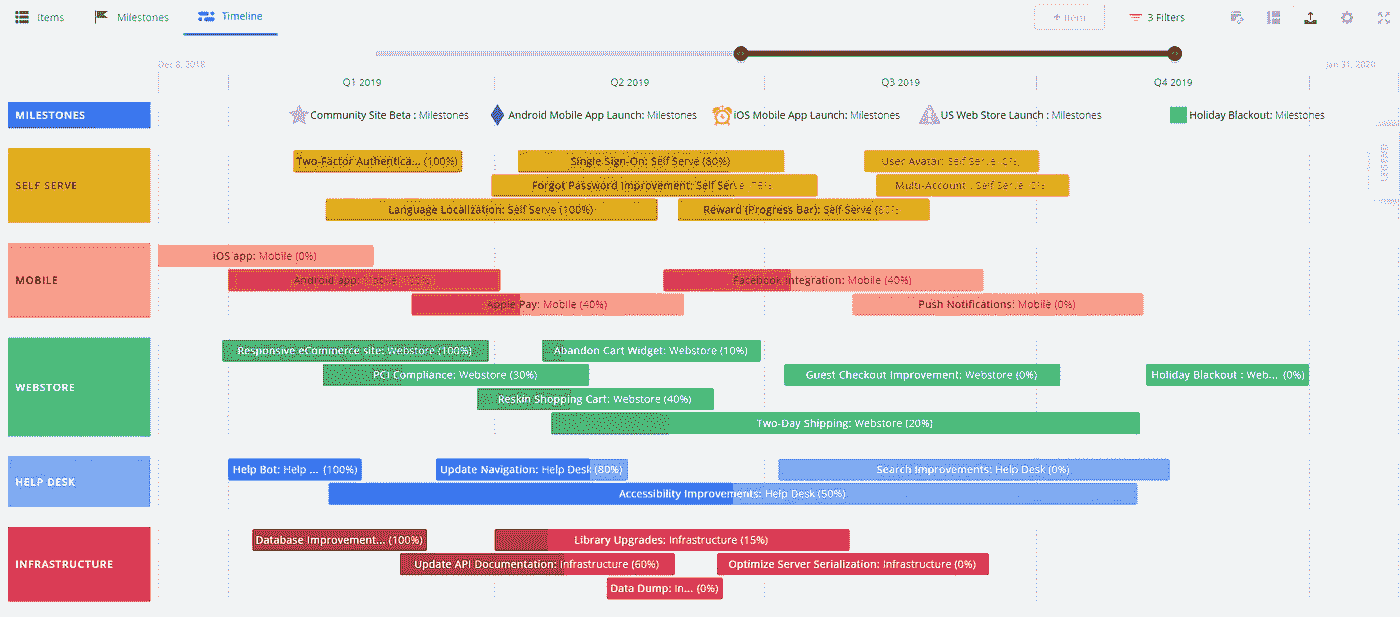 Items Milestones Timeline + Item 3 Filters
Dec 8, 2018 Jan 31, 2020
Q1 2019 Q2 2019 Q3 2019 Q4 2019
MILESTONES Community Site Beta : Milestones Android Mobile App Launch: Milestones iOS Mobile App Launch: Milestones US Web Store Launch : Milestones Holiday Blackout: Milestones
Two-Factor Authentica... (100%) Single Sign-On: Self Serve (80%) User Avatar: Self Serve
SELF SERVE Forgot Password Improvement: Self Serve Multi-Account : Self Serve
Language Localization: Self Serve (100%) Reward (Progress Bar): Self Serve
iOS app: Mobile (0%)
MOBILE Android app: Mobile Facebook Integration: Mobile (40%)
Apple Pay: Mobile (40%) Push Notifications: Mobile (0%)
Responsive eCommerce site: Webstore (100%) Abandon Cart Widget: Webstore (10%)
PCI Compliance: Webstore (30%) Guest Checkout Improvement: Webstore (0%) Holiday Blackout : Web... (0%)
WEBSTORE
Reskin Shopping Cart: Webstore (40%)
Two-Day Shipping: Webstore (20%)
Help Bot: Help ... (100%) Update Navigation: Help Desk (80%) Search Improvements: Help Desk (0%)
HELP DESK
Accessibility Improvements: Help Desk (50%)
Database Improvement... (100%) Library Upgrades: Infrastructure (15%)
INFRASTRUCTURE Update API Documentation: Infrastructure (60%) Optimize Server Serialization: Infrastructure (0%)
Data Dump: In... (0%)